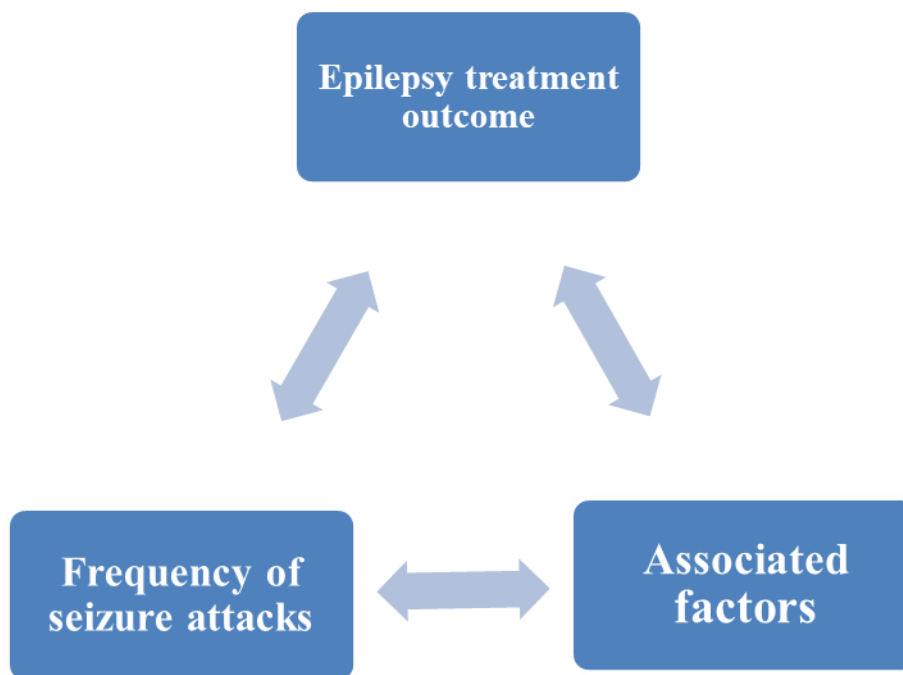 Epilepsy treatment
outcome
Frequency of
seizure attacks
Associated
factors